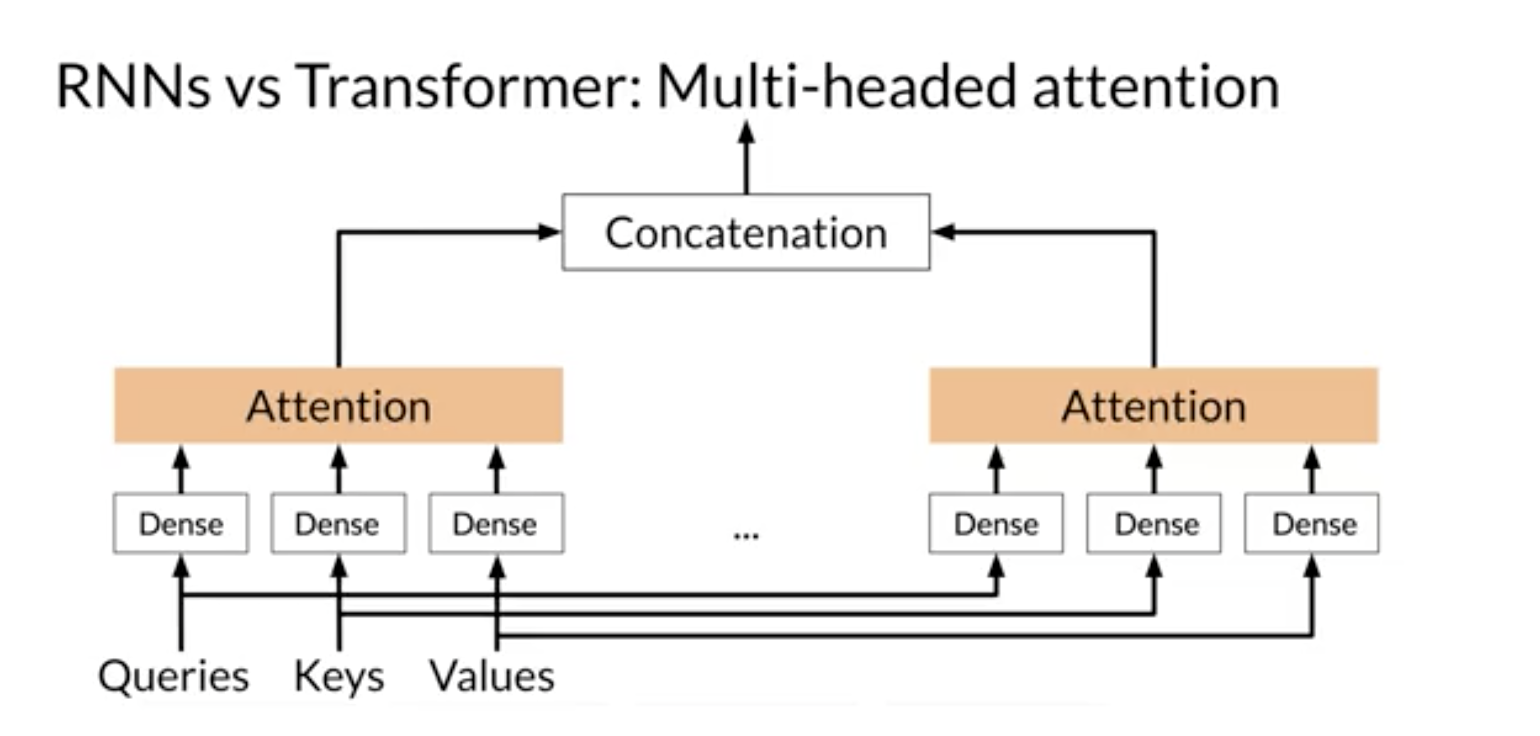 RNNs vs Transformer: Multi-headed attention
Concatenation
Attention
Attention
Dense
Dense
Dense
...
Dense
Dense
Dense
Queries
Keys
Values